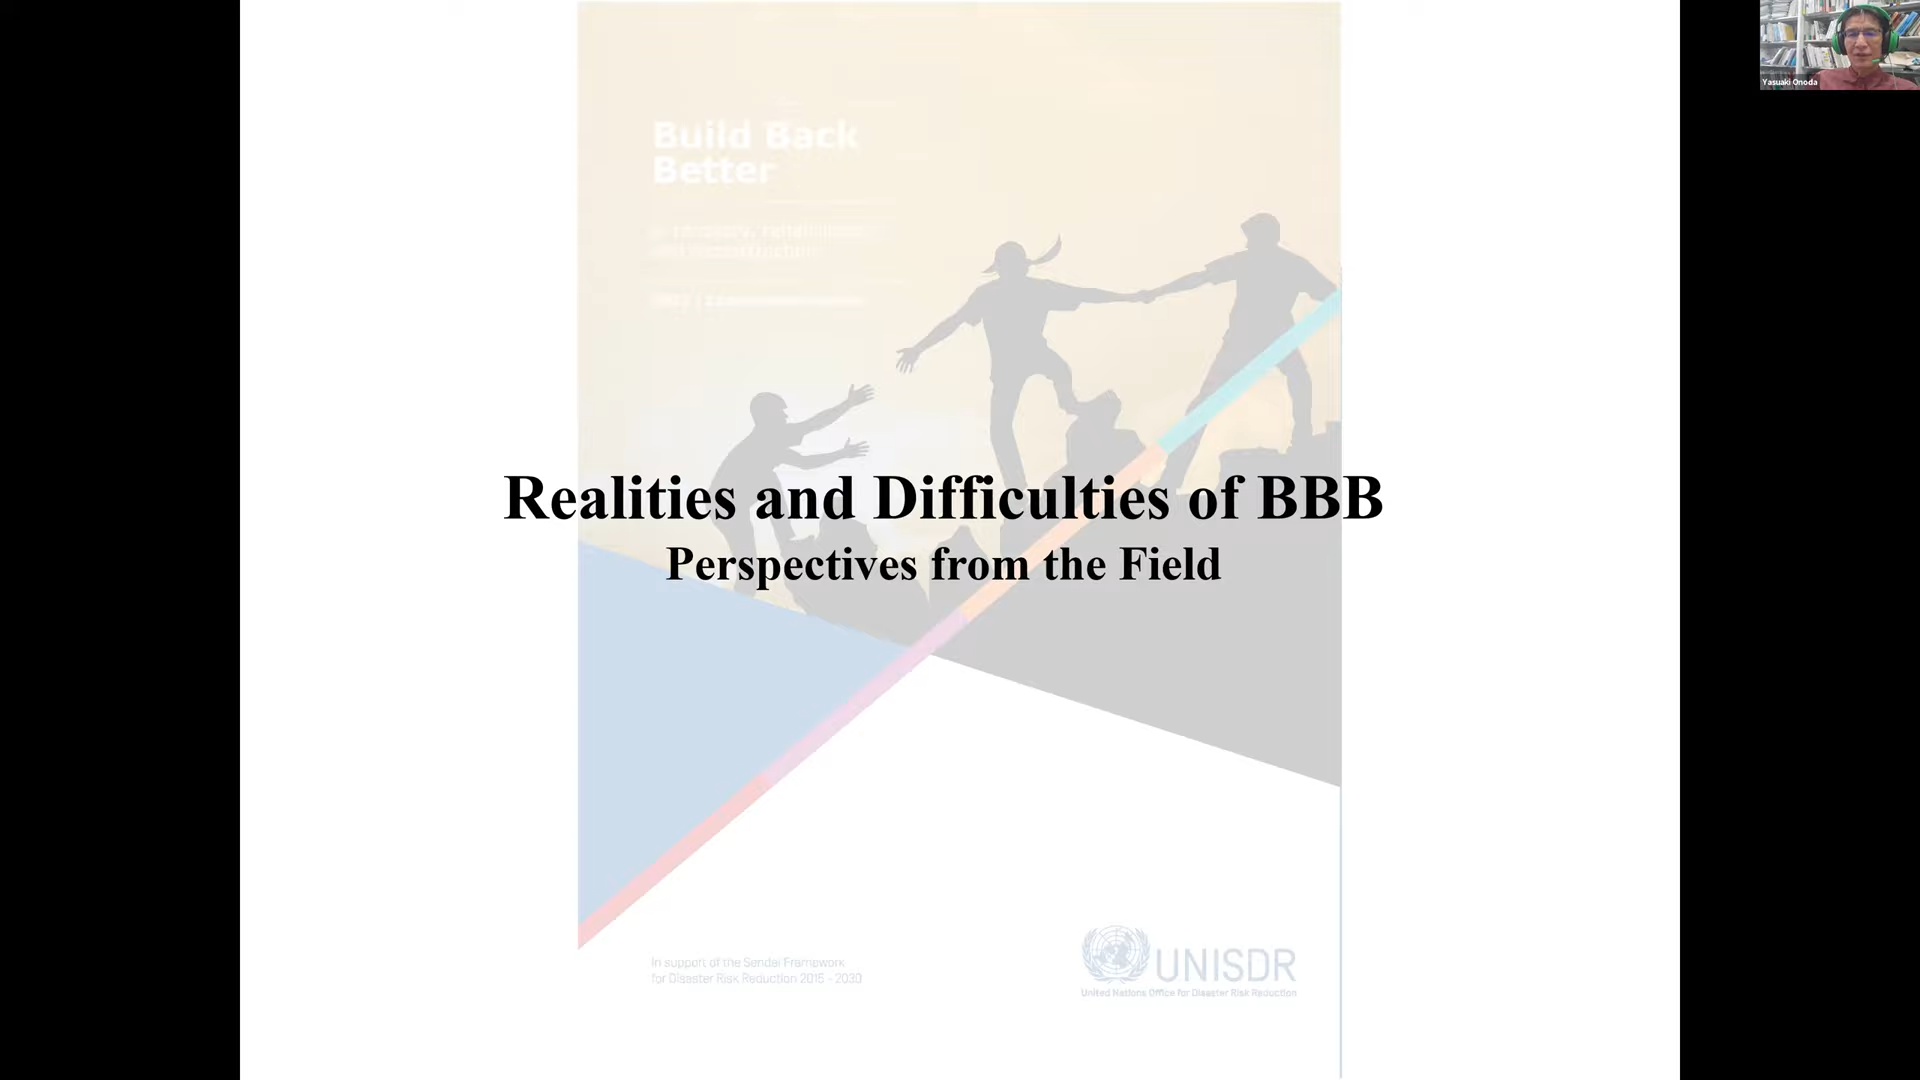 Yasuaki Onoda
Build Back
Better
Realities and Difficulties of BBB
Perspectives from the Field
In support of the Sendai Framework
for Disaster Risk Reduction 2015 - 2030
UNISDR
United Nations Office for Disaster Risk Reduction